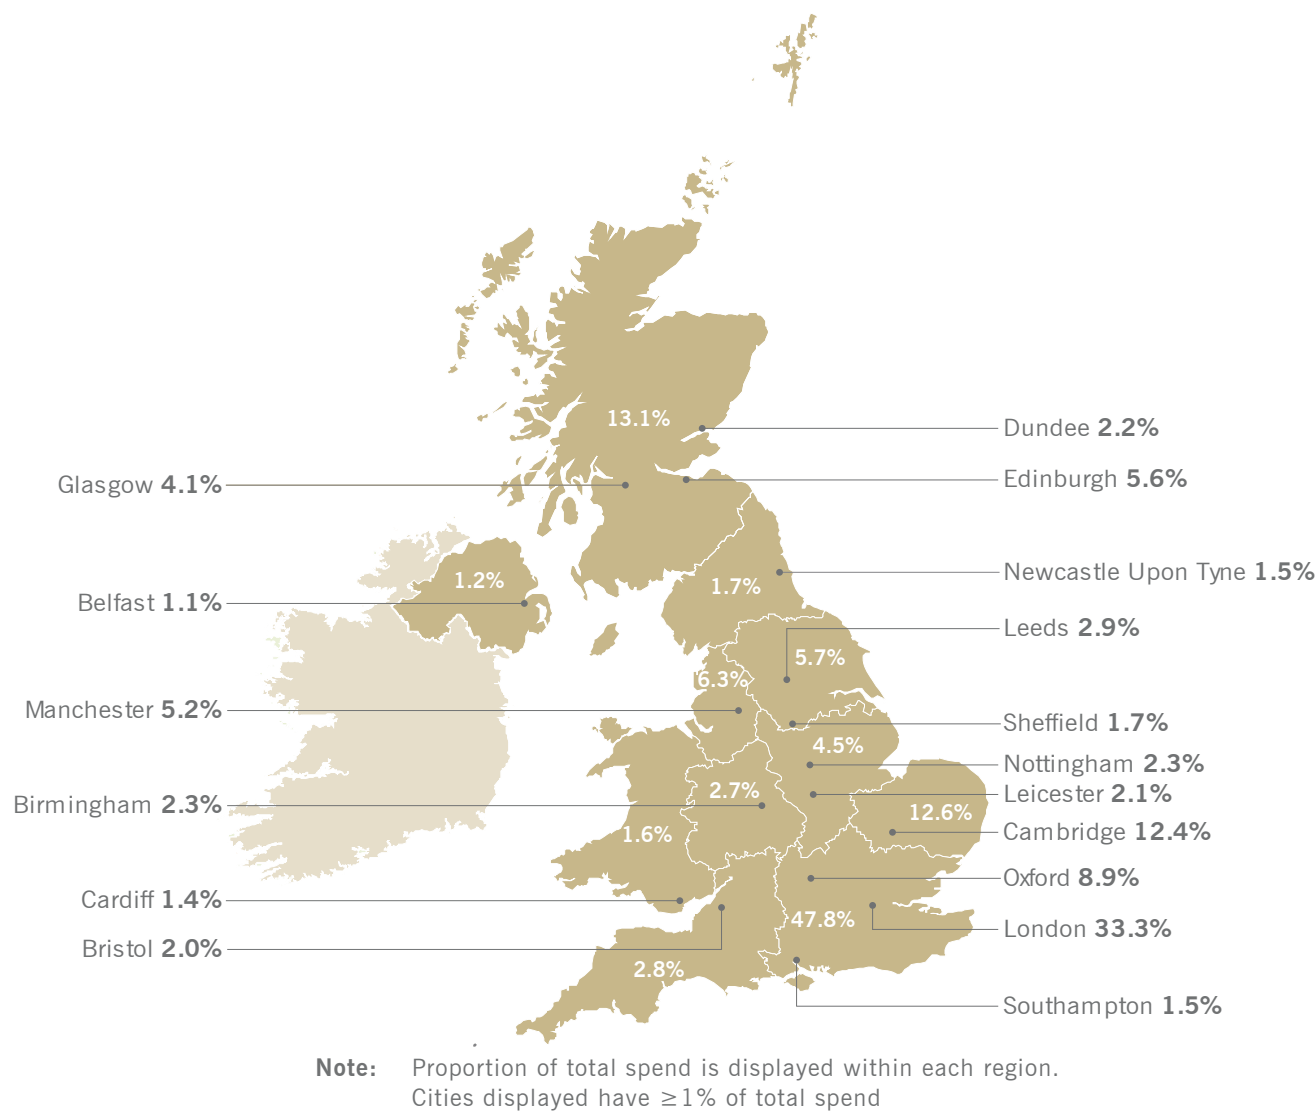 13.1%
Dundee 2.2%
Edinburgh 5.6%
Glasgow 4.1%
Newcastle Upon Tyne 1.5%
1.2%
1.7%
Belfast 1.1%
Leeds 2.9%
5.7%
6.3%
Manchester 5.2%
Sheffield 1.7%
4.5%
Nottingham 2.3%
2.7%
Leicester 2.1%
Birmingham 2.3%
12.6%
1.6%
Cambridge 12.4%
Oxford 8.9%
Cardiff 1.4%
47.8%
London 33.3%
Bristol 2.0%
2.8%
Southampton 1.5%
Note: Proportion of total spend is displayed within each region.
Cities displayed have ≥1% of total spend